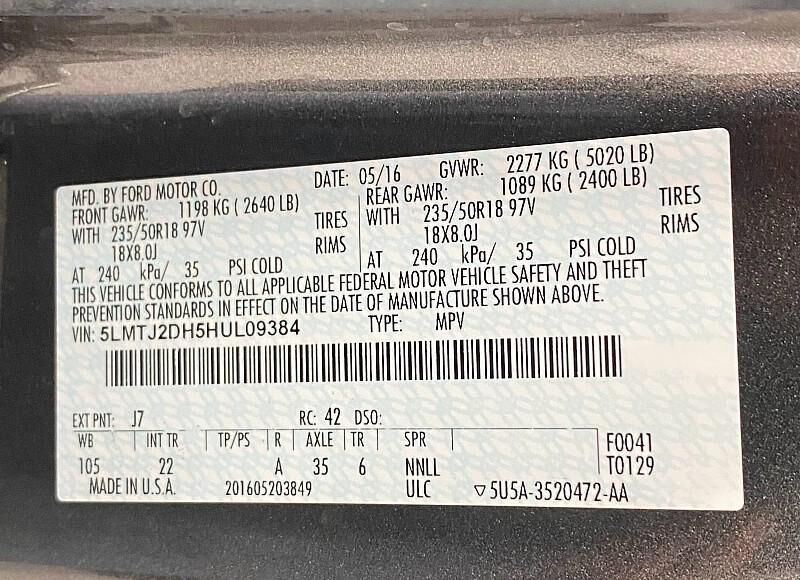 MFD. BY FORD MOTOR CO. DATE: 05/16 GVWR: 2277 KG ( 5020 LB)
FRONT GAWR: 1198 KG ( 2640 LB) REAR GAWR: 1089 KG ( 2400 LB)
WITH 235/50R18 97V TIRES WITH 235/50R18 97V TIRES
18X8.0J RIMS 18X8.0J RIMS
AT 240 kPa/ 35 PSI COLD AT 240 kPa/ 35 PSI COLD
THIS VEHICLE CONFORMS TO ALL APPLICABLE FEDERAL MOTOR VEHICLE SAFETY AND THEFT
PREVENTION STANDARDS IN EFFECT ON THE DATE OF MANUFACTURE SHOWN ABOVE.
VIN: 5LMTJ2DH5HUL09384 TYPE: MPV
EXT PNT: J7 RC: 42 DSO:
WB INT TR TP/PS R AXLE TR SPR F0041
105 22 A 35 6 NNLL T0129
MADE IN U.S.A. 201605203849 ULC ▽5U5A-3520472-AA